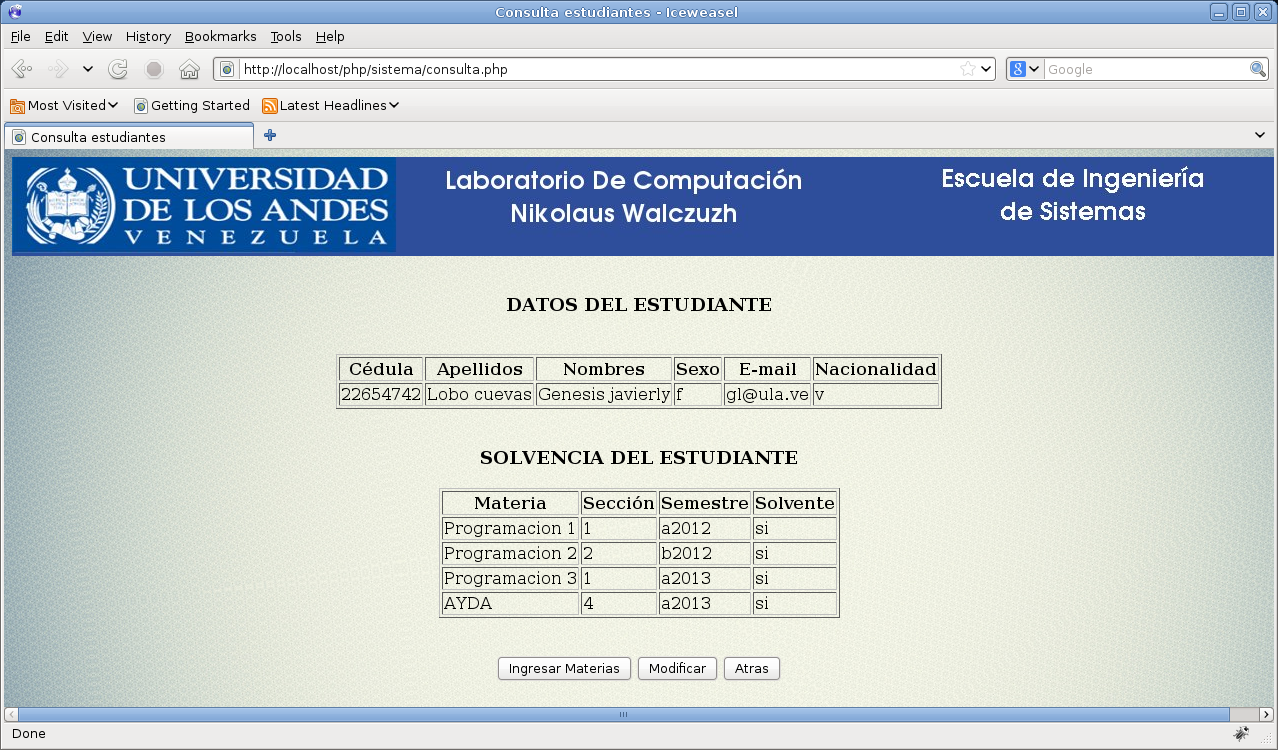 Consulta estudiantes - Iceweasel
File Edit View History Bookmarks Tools Help
http://localhost/php/sistema/consulta.php
8 Google
Most Visited Getting Started Latest Headlines
Consulta estudiantes
UNIVERSIDAD
DE LOS ANDES
VENEZUELA
Laboratorio De Computación
Nikolaus Walczuzh
Escuela de Ingeniería
de Sistemas
DATOS DEL ESTUDIANTE
Cédula Apellidos Nombres Sexo E-mail Nacionalidad
22654742 Lobo cuevas Genesis javierly f gl@ula.ve v
SOLVENCIA DEL ESTUDIANTE
Materia Sección Semestre Solvente
Programacion 1 1 a2012 si
Programacion 2 2 b2012 si
Programacion 3 1 a2013 si
AYDA 4 a2013 si
Ingresar Materias Modificar Atras
Done